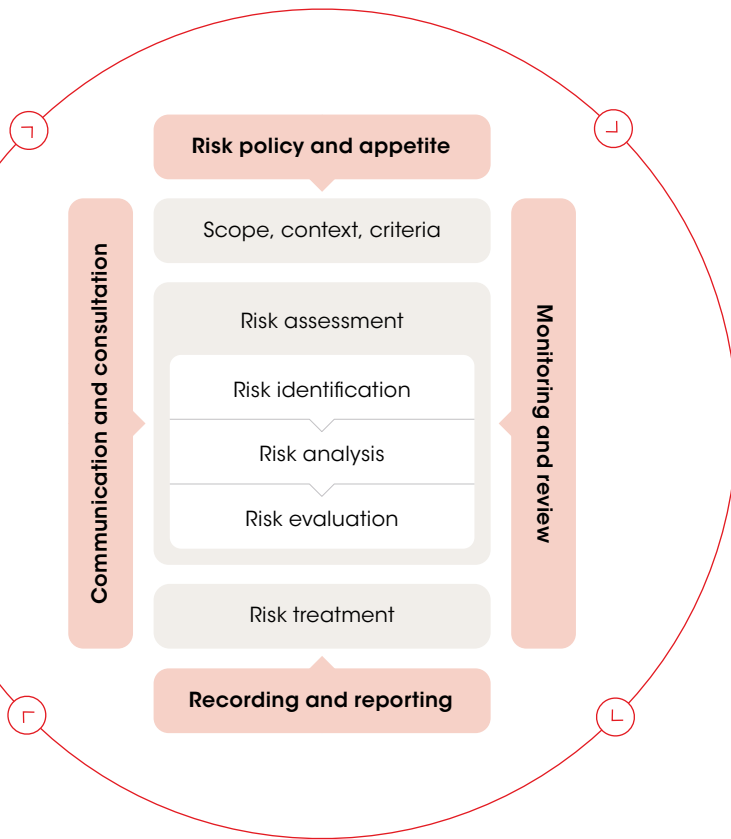 Risk policy and appetite
Scope, context, criteria
Communication and consultation
Risk assessment
Risk identification
Risk analysis
Risk evaluation
Monitoring and review
Risk treatment
Recording and reporting